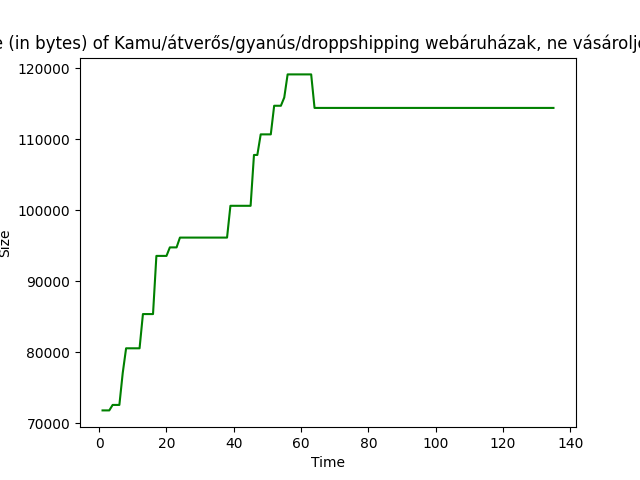 (in bytes) of Kamu/átverős/gyanús/droppshipping webáruházak, ne
120000
110000
100000
90000
80000
70000
Size
0 20 40 60 80 100 120 140
Time